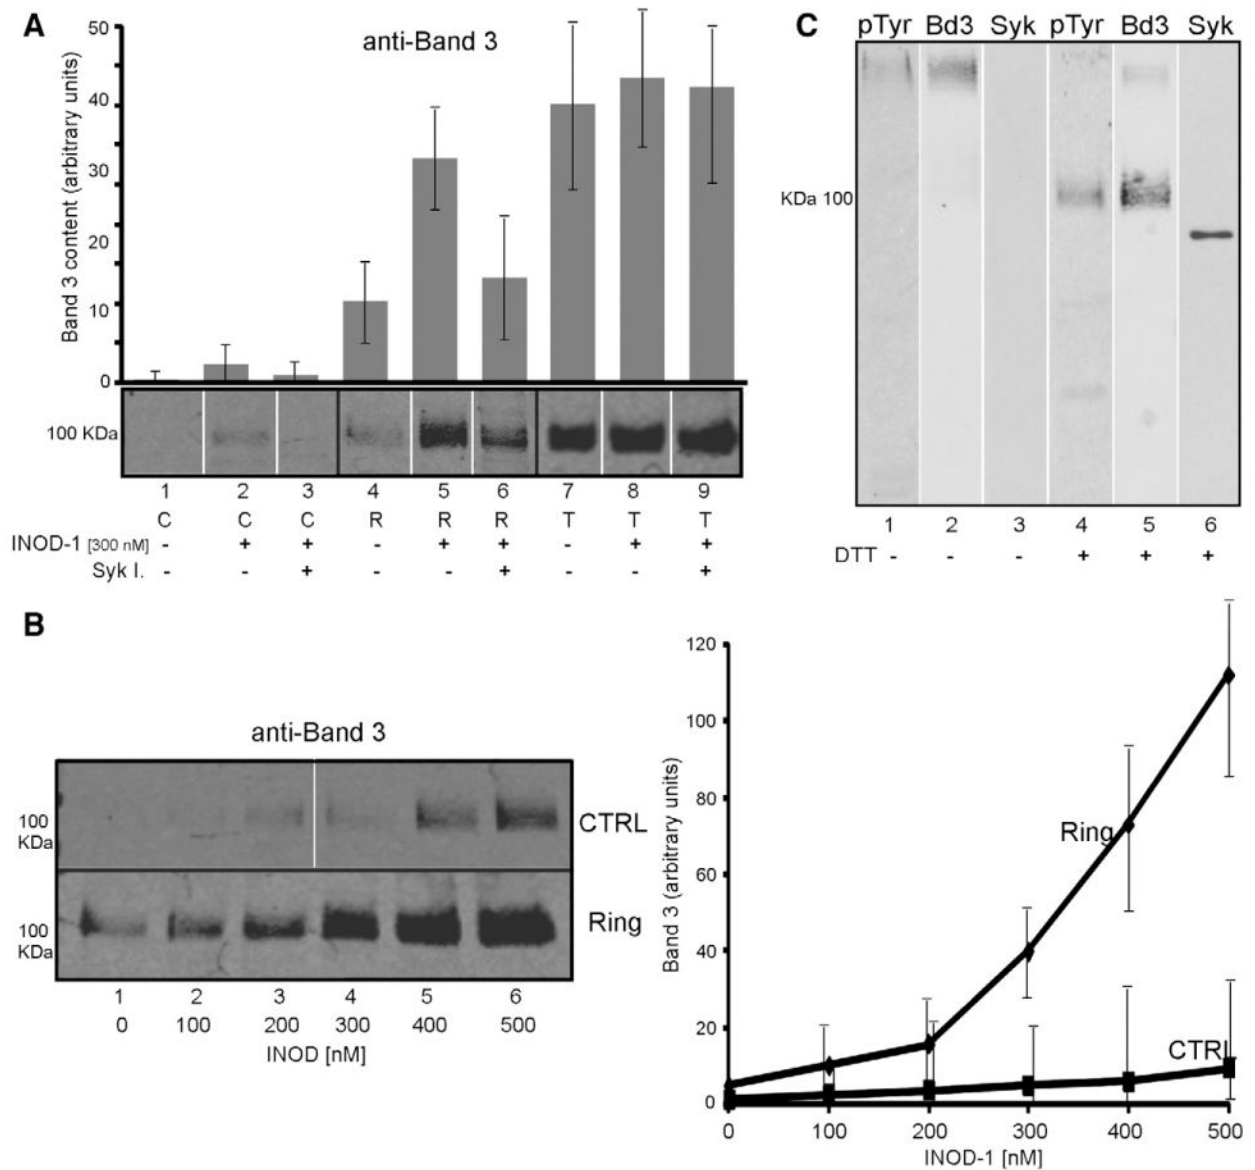 A
anti-Band 3
Band 3 content (arbitrary units)
50
40
30
20
10
0
100 KDa
1 2 3 4 5 6 7 8 9
C C C R R R T T T
INOD-1 [300 nM] - + + - + + - + +
Syk I. - - + - - + - - +
C
pTyr Bd3 Syk pTyr Bd3 Syk
KDa 100
1 2 3 4 5 6
DTT - - - + + +
B
anti-Band 3
100
KDa
CTRL
100
KDa
Ring
1 2 3 4 5 6
0 100 200 300 400 500
INOD [nM]
Band 3 (arbitrary units)
120
100
80
60
40
20
0
Ring
CTRL
0 100 200 300 400 500
INOD-1 [nM]